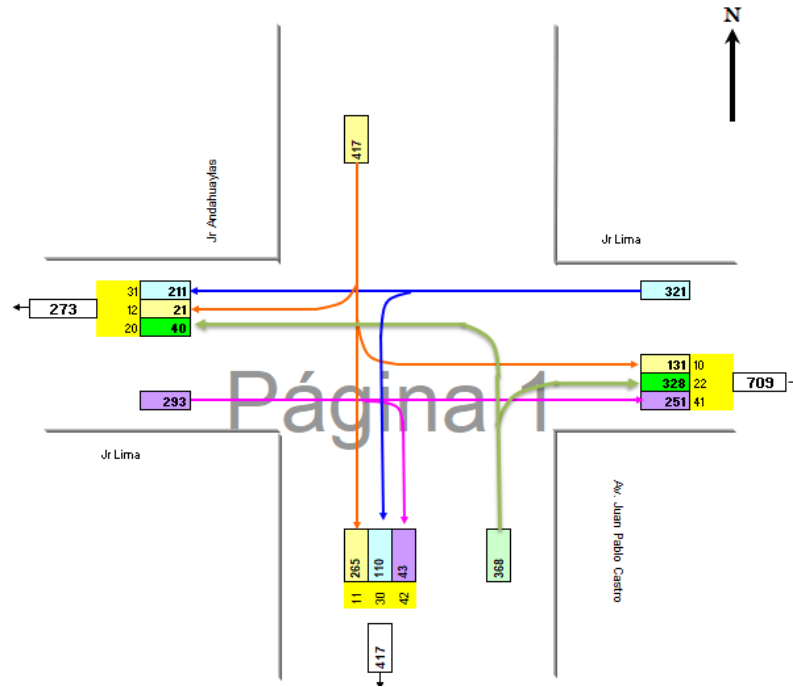 N
417
Jr Andahuaylas
Jr Lima
31 211
321
273 12 21
20 40
131 10
328 22 709
293
251 41
Página 1
Jr Lima
Av. Juan Pablo Castro
265 110 43
368
11 30 42
417